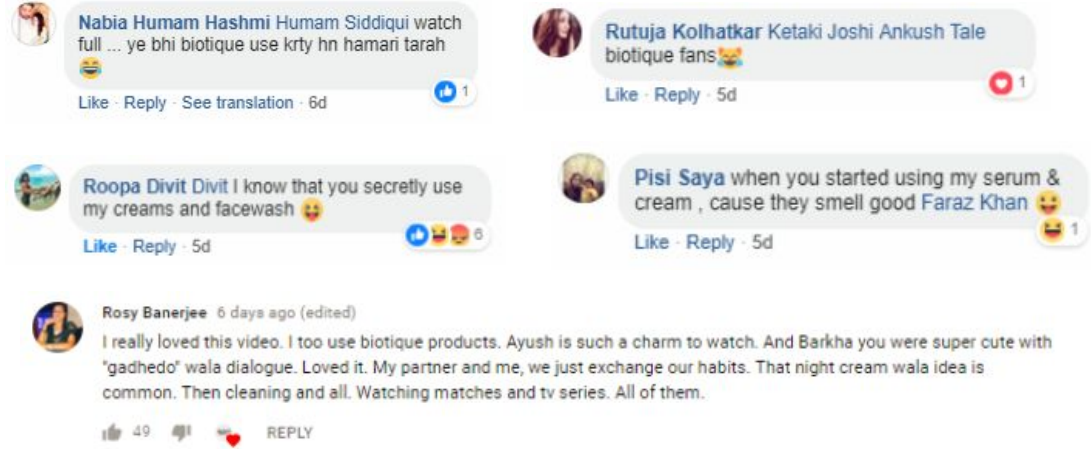 Nabia Humam Hashmi Humam Siddiqui watch
full ... ye bhi biotique use krty hn hamari tarah
😂
Like · Reply · See translation · 6d
1
Rutuja Kolhatkar Ketaki Joshi Ankush Tale
biotique fans😹
Like · Reply · 5d
1
Roopa Divit Divit I know that you secretly use
my creams and facewash 😝
Like · Reply · 5d
6
Pisi Saya when you started using my serum &
cream , cause they smell good Faraz Khan 😝
Like · Reply · 5d
1
Rosy Banerjee 6 days ago (edited)
I really loved this video. I too use biotique products. Ayush is such a charm to watch. And Barkha you were super cute with
"gadhedo" wala dialogue. Loved it. My partner and me, we just exchange our habits. That night cream wala idea is
common. Then cleaning and all. Watching matches and tv series. All of them.
49 REPLY